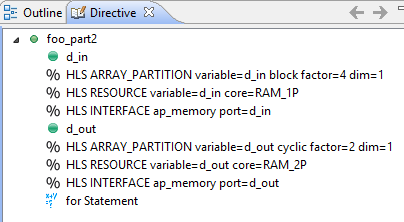 Outline Directive
foo_part2
d_in
% HLS ARRAY_PARTITION variable=d_in block factor=4 dim=1
% HLS RESOURCE variable=d_in core=RAM_1P
% HLS INTERFACE ap_memory port=d_in
d_out
% HLS ARRAY_PARTITION variable=d_out cyclic factor=2 dim=1
% HLS RESOURCE variable=d_out core=RAM_2P
% HLS INTERFACE ap_memory port=d_out
for Statement